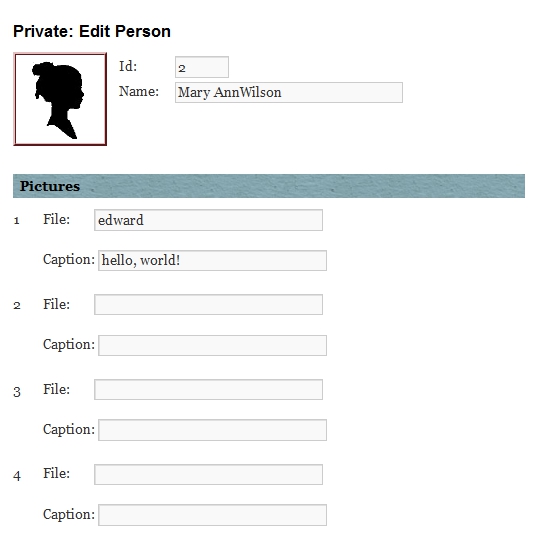 Private: Edit Person
Id: 2
Name: Mary AnnWilson
Pictures
1 File: edward
Caption: hello, world!
2 File:
Caption:
3 File:
Caption:
4 File:
Caption: